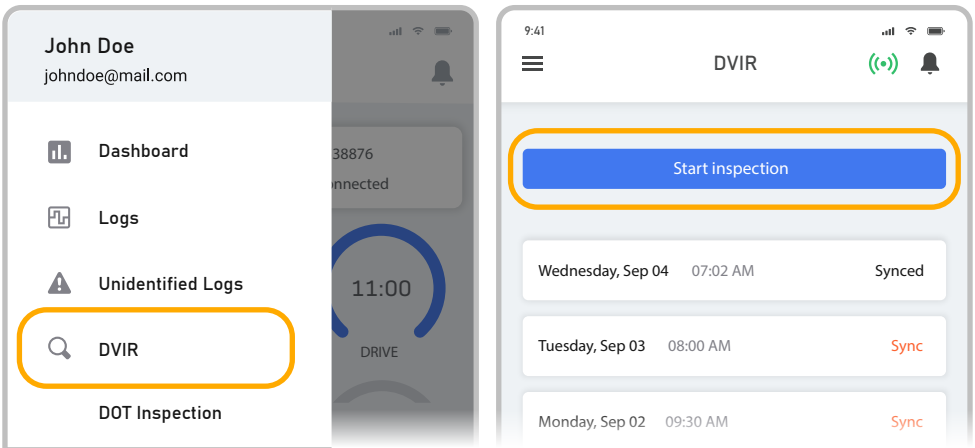 John Doe
johndoe@mail.com
Dashboard
Logs
Unidentified Logs
DVIR
DOT Inspection
38876
onnected
11:00
DRIVE
9:41
DVIR
Start inspection
Wednesday, Sep 04 07:02 AM Synced
Tuesday, Sep 03 08:00 AM Sync
Monday, Sep 02 09:30 AM Sync